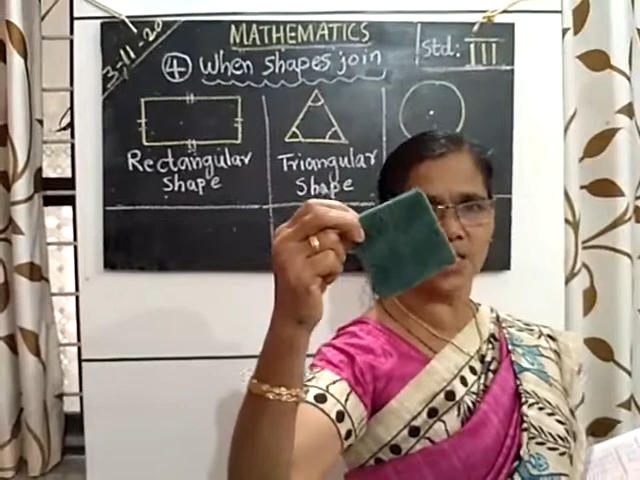 3-11-20
MATHEMATICS
Std: III
4 When shapes join
Rectangular
Shape
Triangular
Shape